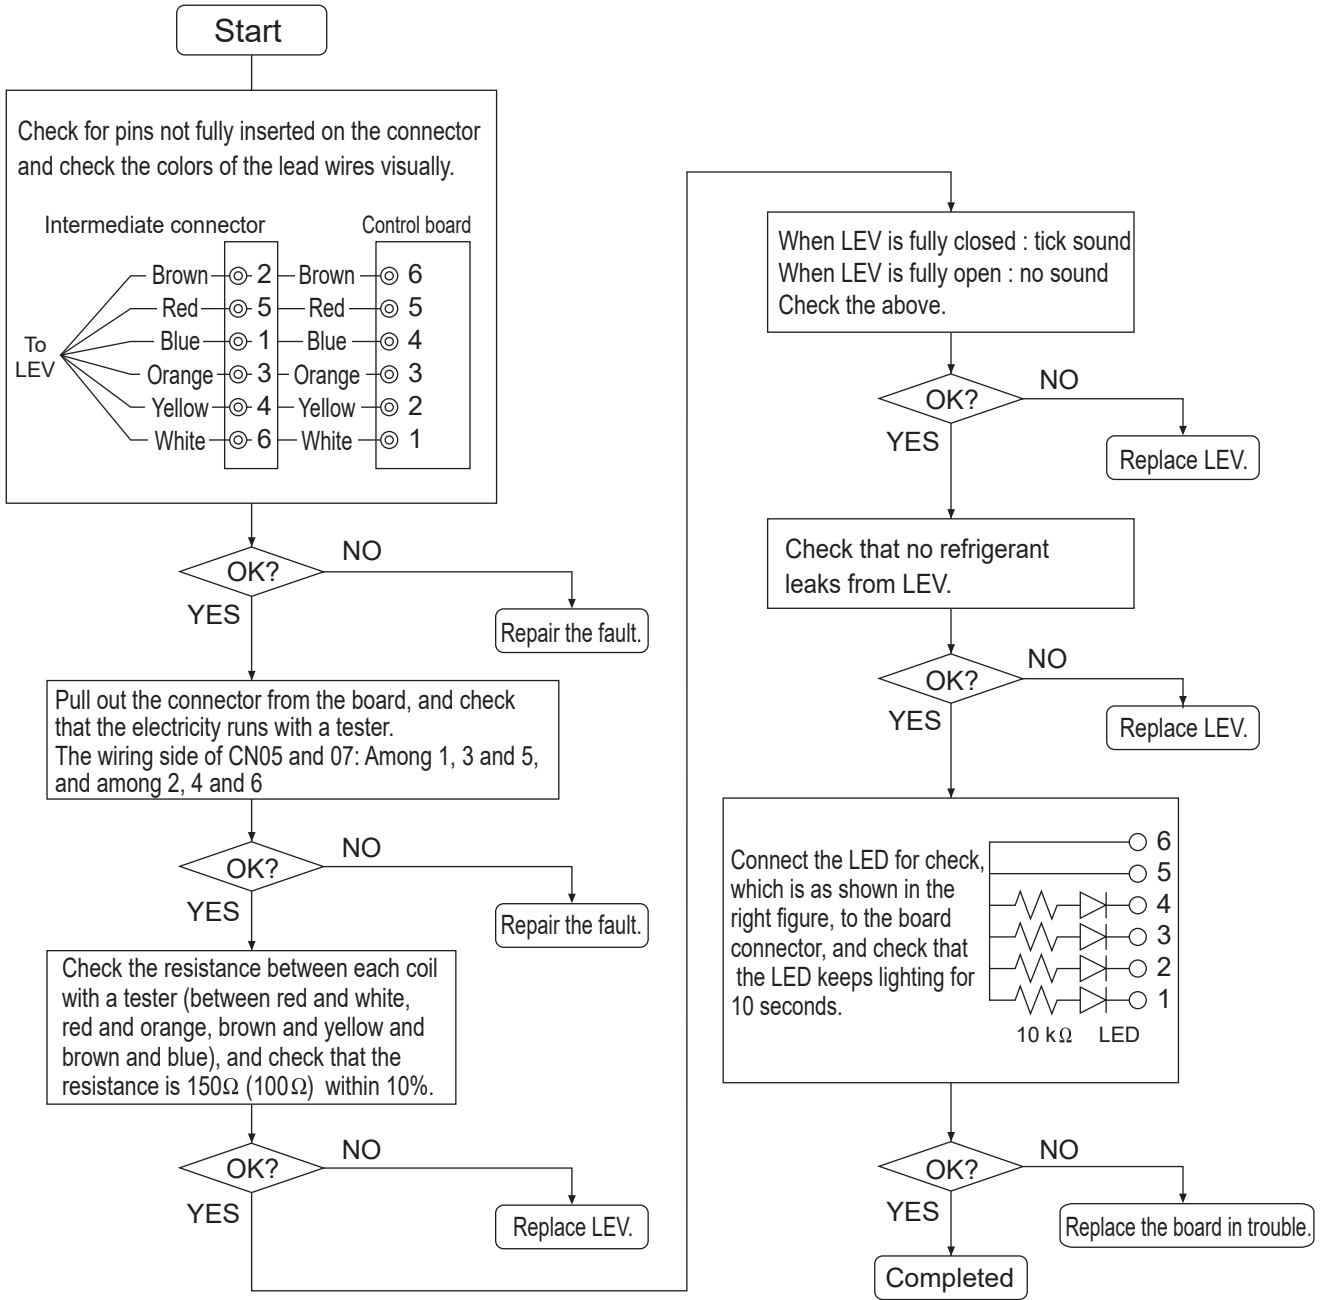 Start
Check for pins not fully inserted on the connector
and check the colors of the lead wires visually.
Intermediate connector
Control board
To
LEV
Brown 2 Brown 6
Red 5 Red 5
Blue 1 Blue 4
Orange 3 Orange 3
Yellow 4 Yellow 2
White 6 White 1
OK?
NO
YES
Repair the fault.
Pull out the connector from the board, and check
that the electricity runs with a tester.
The wiring side of CN05 and 07: Among 1, 3 and 5,
and among 2, 4 and 6
OK?
NO
YES
Repair the fault.
Check the resistance between each coil
with a tester (between red and white,
red and orange, brown and yellow and
brown and blue), and check that the
resistance is 150Ω (100Ω) within 10%.
OK?
NO
YES
Replace LEV.
When LEV is fully closed : tick sound
When LEV is fully open : no sound
Check the above.
OK?
NO
YES
Replace LEV.
Check that no refrigerant
leaks from LEV.
OK?
NO
YES
Replace LEV.
Connect the LED for check,
which is as shown in the
right figure, to the board
connector, and check that
the LED keeps lighting for
10 seconds.
6
5
4
3
2
1
10 kΩ LED
OK?
NO
YES
Replace the board in trouble.
Completed